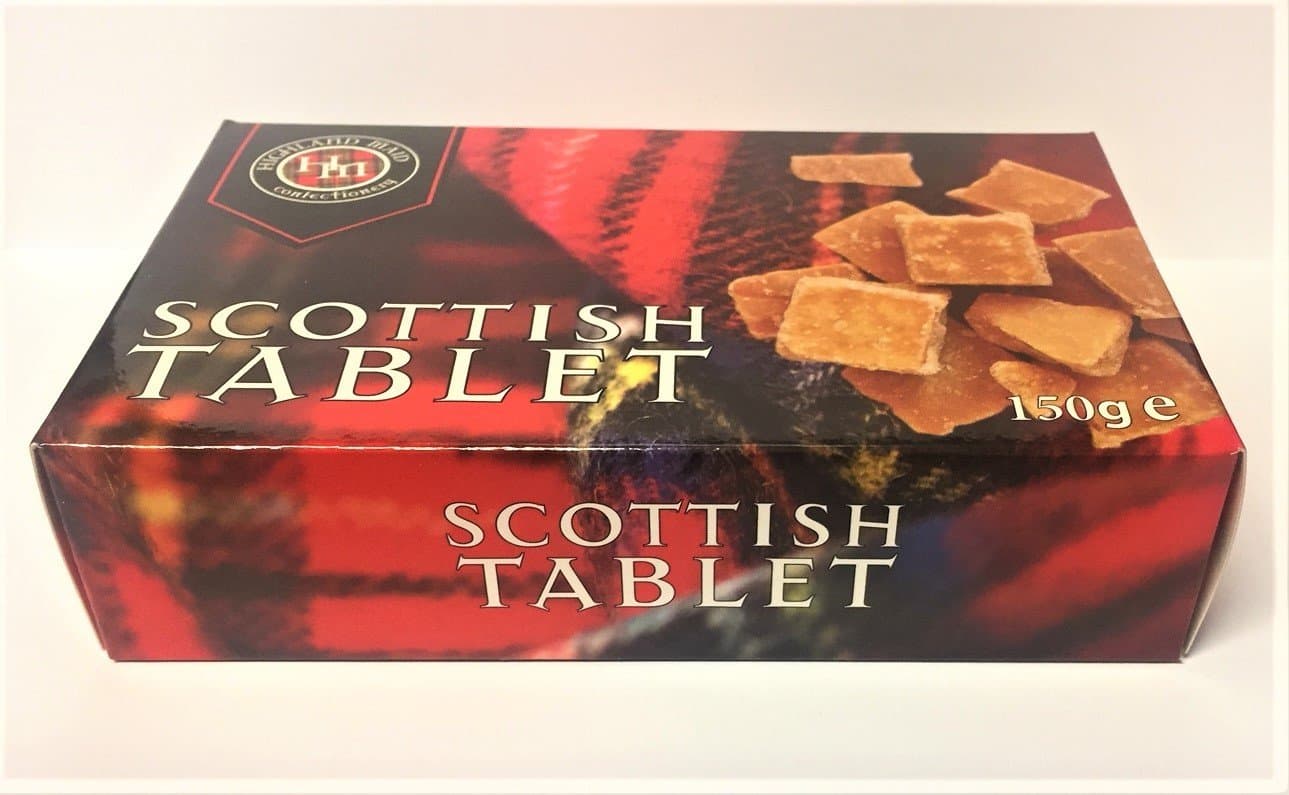 HIGHLAND MAID
HM
confectionery
SCOTTISH
TABLET
150g e
SCOTTISH
TABLET